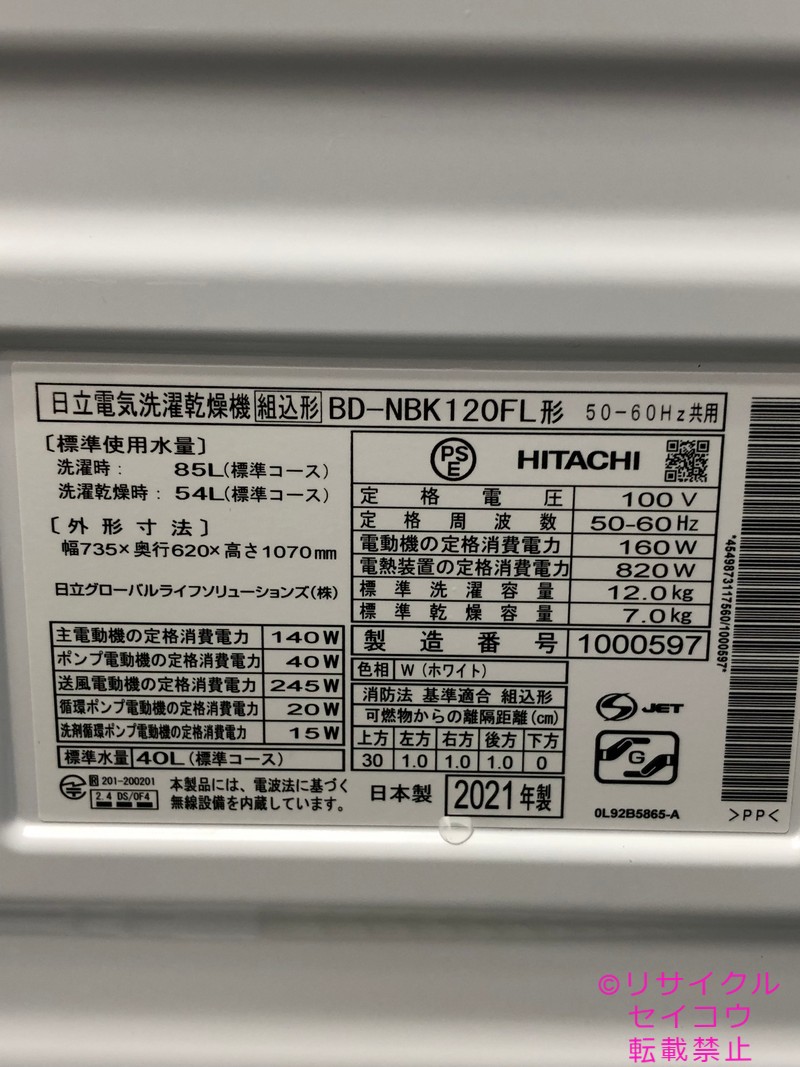 日立電気洗濯乾燥機 組込形 BD-NBK120FL形 50-60Hz共用
〔標準使用水量〕
洗濯時： 85L(標準コース)
洗濯乾燥時： 54L(標準コース)
〔外形寸法〕
幅735×奥行620×高さ1070mm
日立グローバルライフソリューションズ(株)
主電動機の定格消費電力 140W
ポンプ電動機の定格消費電力 40W
送風電動機の定格消費電力 245W
循環ポンプ電動機の定格消費電力 20W
洗剤循環ポンプ電動機の定格消費電力 15W
標準水量 40L(標準コース)
R 201-200201
2.4 DS/OF4
本製品には、電波法に基づく
無線設備を内蔵しています。
PSE HITACHI
定格電圧 100V
定格周波数 50-60Hz
電動機の定格消費電力 160W
電熱装置の定格消費電力 820W
標準洗濯容量 12.0kg
標準乾燥容量 7.0kg
製造番号 1000597
色相 W(ホワイト)
消防法 基準適合 組込形
可燃物からの離隔距離(cm)
上方 左方 右方 後方 下方
30 1.0 1.0 1.0 0
日本製 2021年製
S JET
G
0L92B5865-A
*4549873117560/1000597*
>PP<
©リサイクル
セイコウ
転載禁止